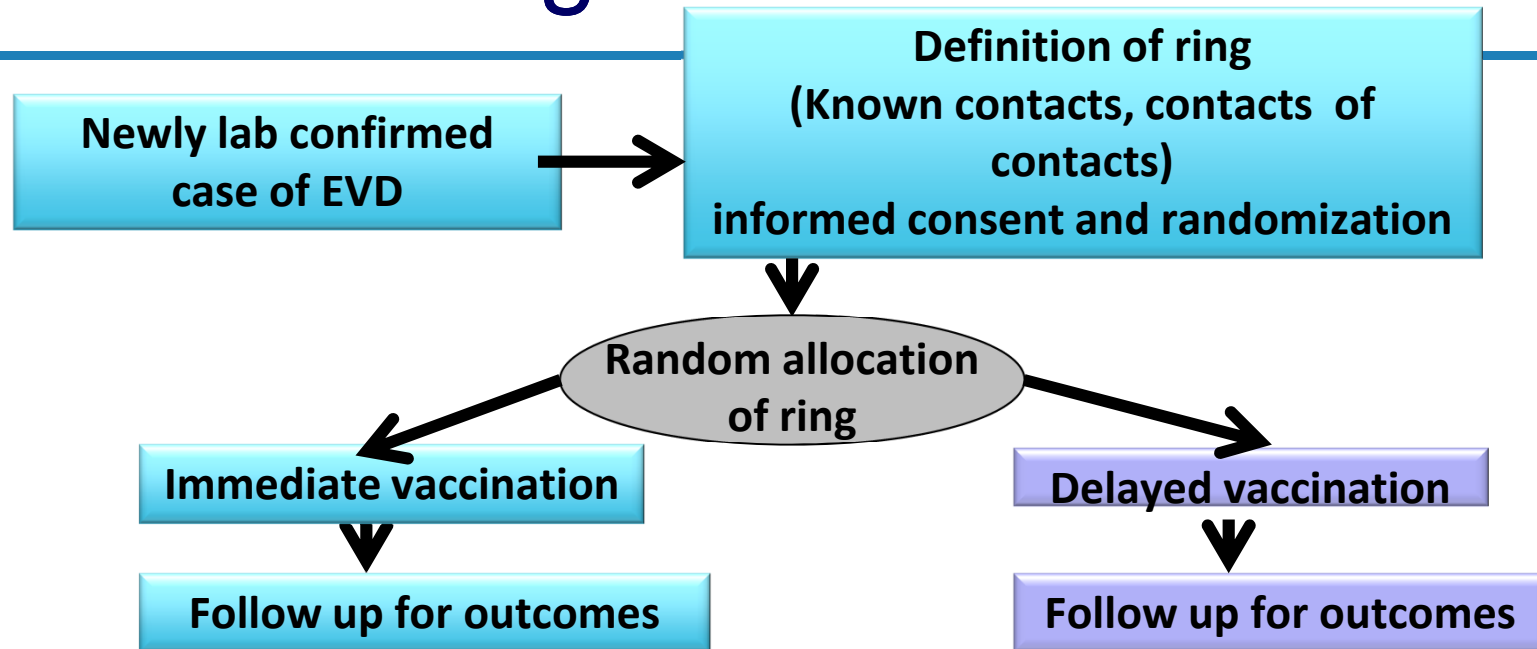 Newly lab confirmed
case of EVD
Definition of ring
(Known contacts, contacts of
contacts)
informed consent and randomization
Random allocation
of ring
Immediate vaccination
Delayed vaccination
Follow up for outcomes
Follow up for outcomes